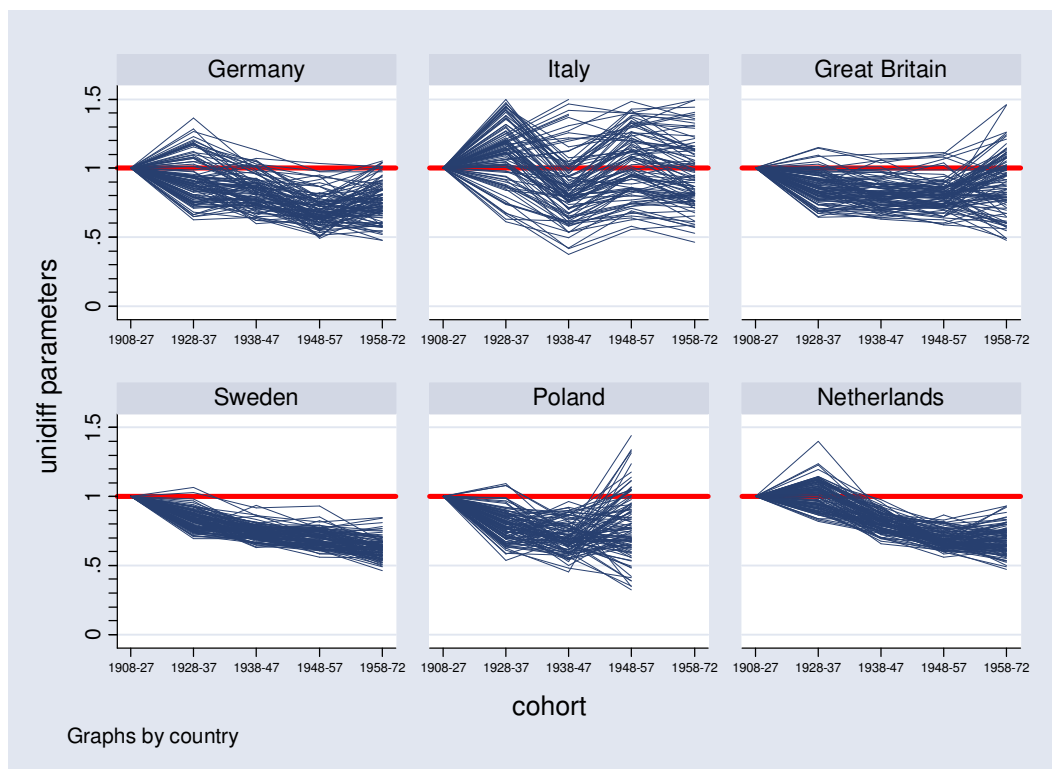 Germany
Italy
Great Britain
1.5
1
.5
0
1908-27 1928-37 1938-47 1948-57 1958-72
1908-27 1928-37 1938-47 1948-57 1958-72
1908-27 1928-37 1938-47 1948-57 1958-72
Sweden
Poland
Netherlands
1.5
1
.5
0
1908-27 1928-37 1938-47 1948-57 1958-72
1908-27 1928-37 1938-47 1948-57 1958-72
1908-27 1928-37 1938-47 1948-57 1958-72
unidiff parameters
cohort
Graphs by country